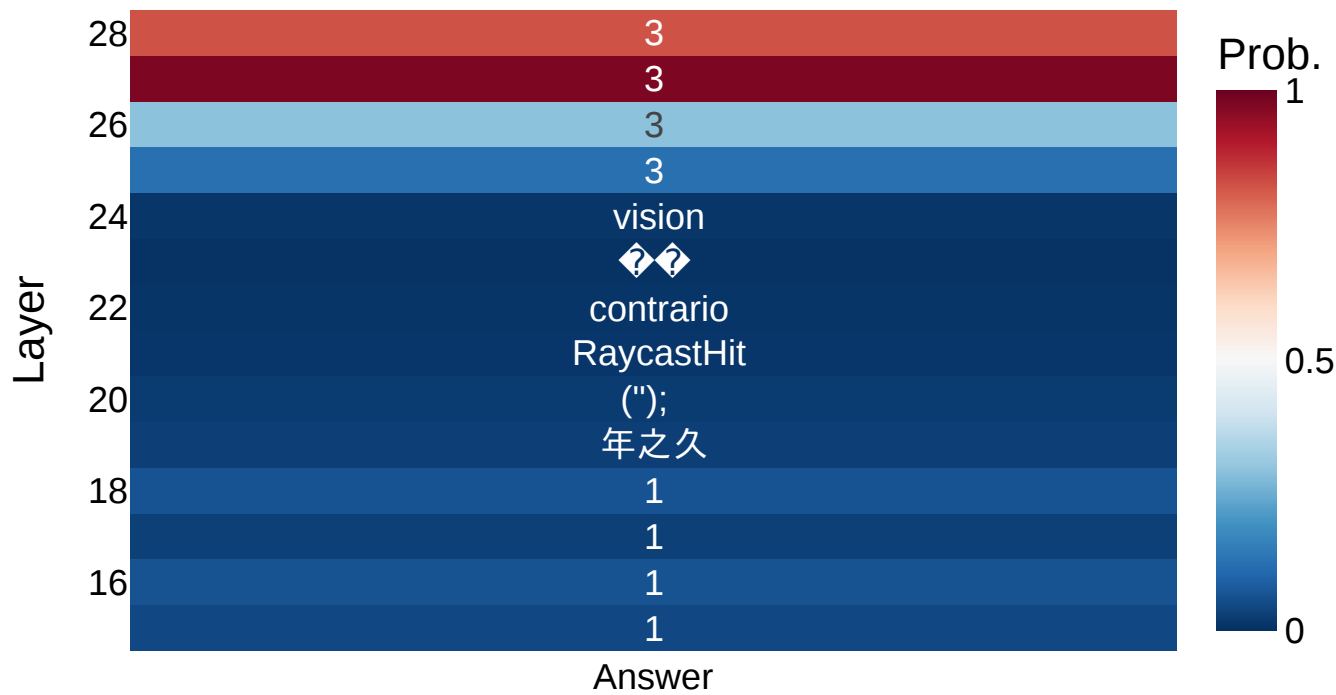 28
3
Prob.
3
1
26
3
3
24
vision
��
22
contrario
0.5
RaycastHit
Layer
20
('');
年之久
18
1
1
16
1
0
1
Answer